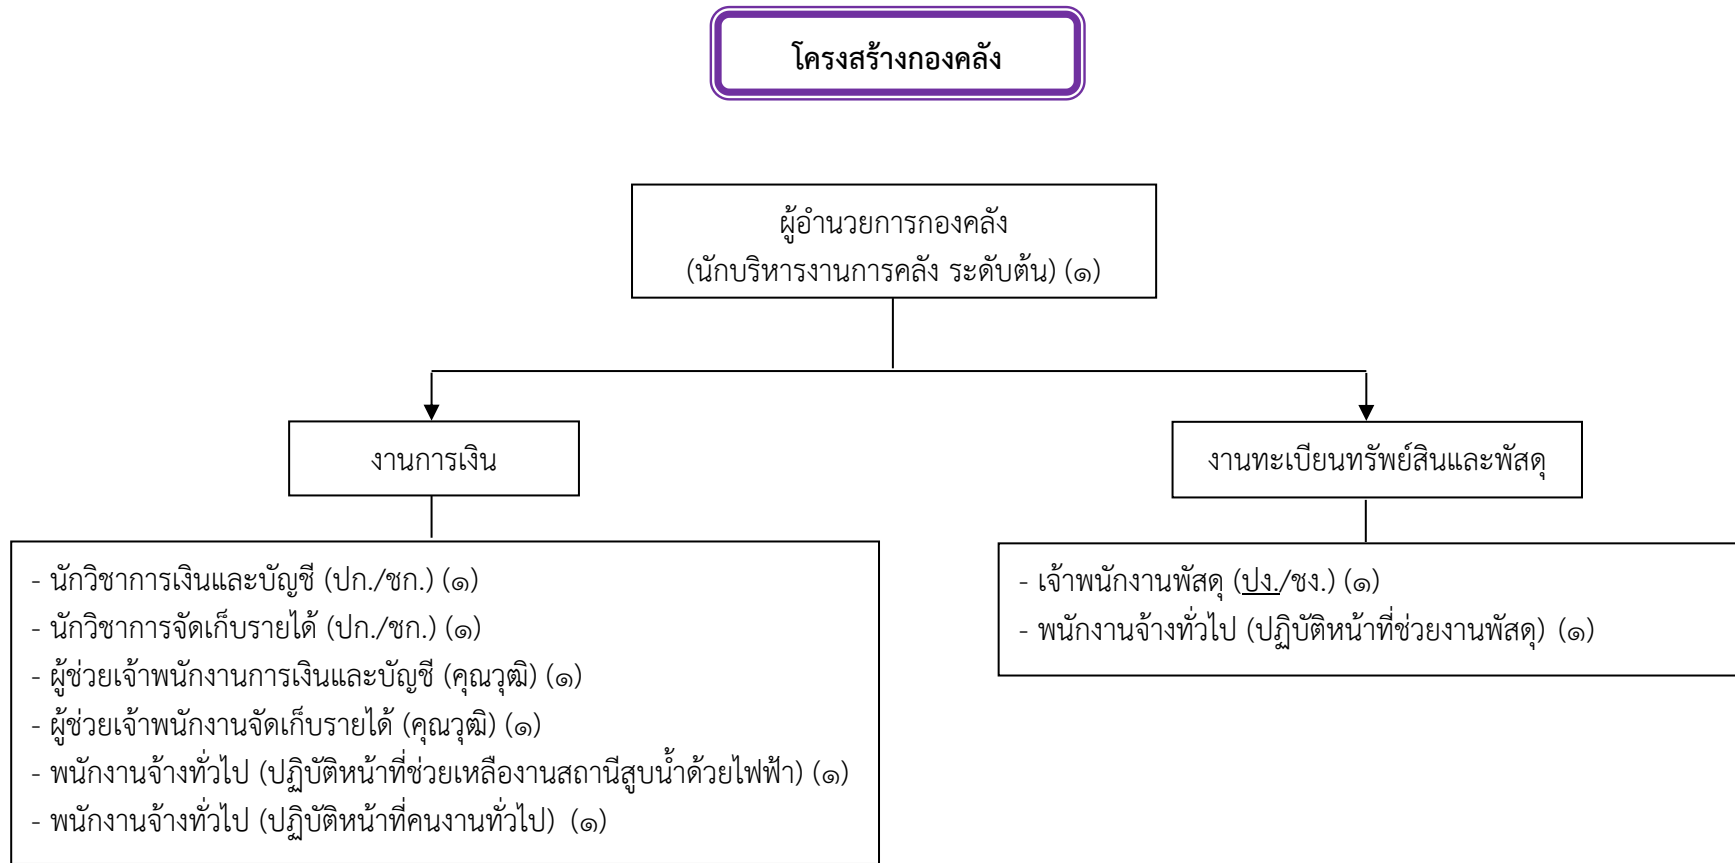 โครงสร้างกองคลัง
ผู้อำนวยการกองคลัง
(นักบริหารงานการคลัง ระดับต้น) (๑)
งานการเงิน
- นักวิชาการเงินและบัญชี (ปก./ชก.) (๑)
- นักวิชาการจัดเก็บรายได้ (ปก./ชก.) (๑)
- ผู้ช่วยเจ้าพนักงานการเงินและบัญชี (คุณวุฒิ) (๑)
- ผู้ช่วยเจ้าพนักงานจัดเก็บรายได้ (คุณวุฒิ) (๑)
- พนักงานจ้างทั่วไป (ปฏิบัติหน้าที่ช่วยเหลืองานสถานีสูบน้ำด้วยไฟฟ้า) (๑)
- พนักงานจ้างทั่วไป (ปฏิบัติหน้าที่คนงานทั่วไป) (๑)
งานทะเบียนทรัพย์สินและพัสดุ
- เจ้าพนักงานพัสดุ (ปง./ชง.) (๑)
- พนักงานจ้างทั่วไป (ปฏิบัติหน้าที่ช่วยงานพัสดุ) (๑)